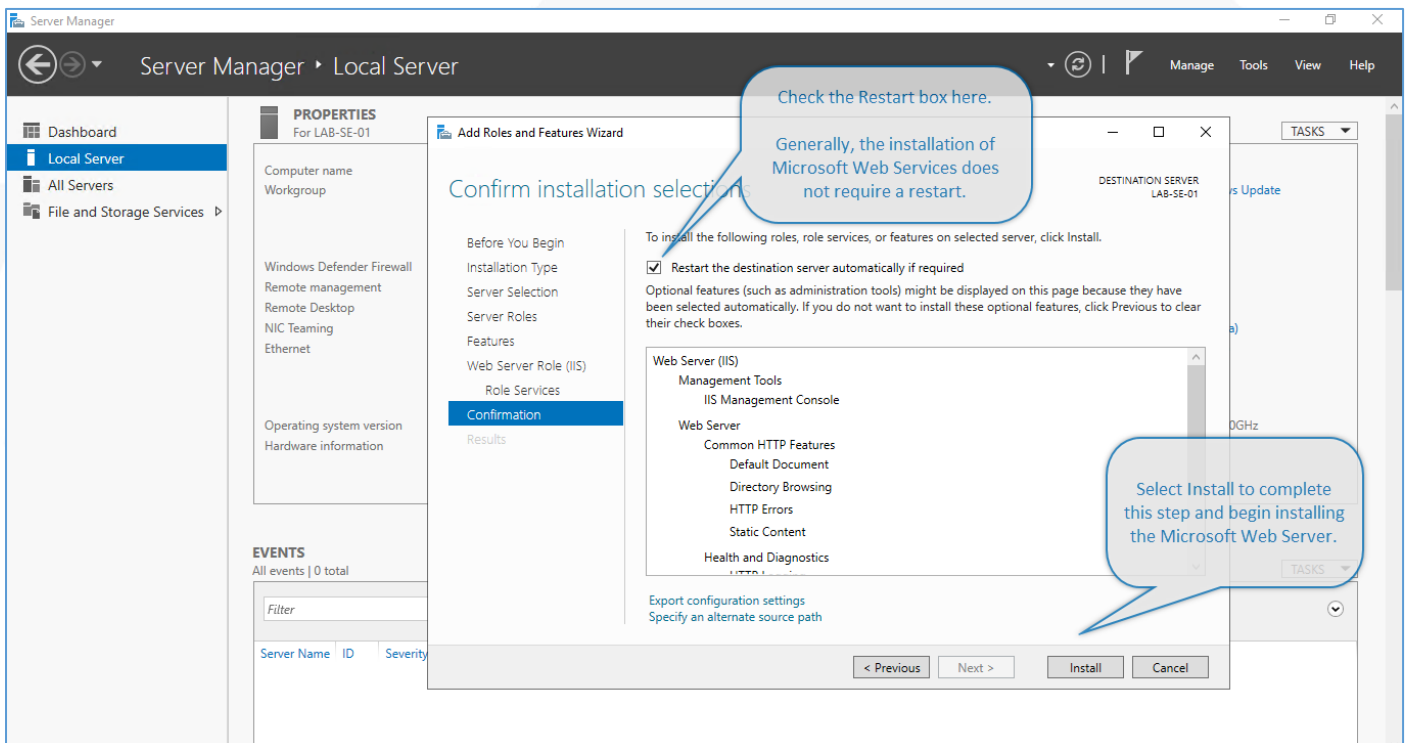 Server Manager
Server Manager • Local Server
Manage Tools View Help
Dashboard
Local Server
All Servers
File and Storage Services
PROPERTIES
For LAB-SE-01
TASKS
Computer name
Workgroup
Windows Defender Firewall
Remote management
Remote Desktop
NIC Teaming
Ethernet
Operating system version
Hardware information
s Update
a)
0GHz
EVENTS
All events | 0 total
TASKS
Filter
Server Name ID Severity
Add Roles and Features Wizard
Confirm installation selections
DESTINATION SERVER
LAB-SE-01
Before You Begin
Installation Type
Server Selection
Server Roles
Features
Web Server Role (IIS)
Role Services
Confirmation
Results
To install the following roles, role services, or features on selected server, click Install.
Restart the destination server automatically if required
Optional features (such as administration tools) might be displayed on this page because they have
been selected automatically. If you do not want to install these optional features, click Previous to clear
their check boxes.
Web Server (IIS)
Management Tools
IIS Management Console
Web Server
Common HTTP Features
Default Document
Directory Browsing
HTTP Errors
Static Content
Health and Diagnostics
Export configuration settings
Specify an alternate source path
< Previous Next > Install Cancel
Check the Restart box here.
Generally, the installation of
Microsoft Web Services does
not require a restart.
Select Install to complete
this step and begin installing
the Microsoft Web Server.